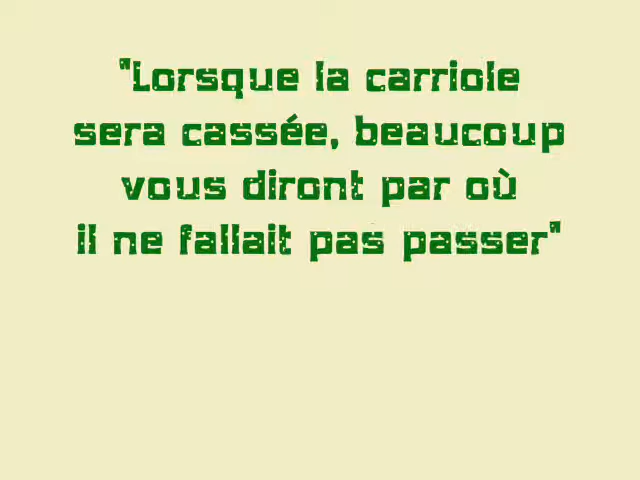 "Lorsque la carriole
sera cassée, beaucoup
vous diront par où
il ne fallait pas passer"